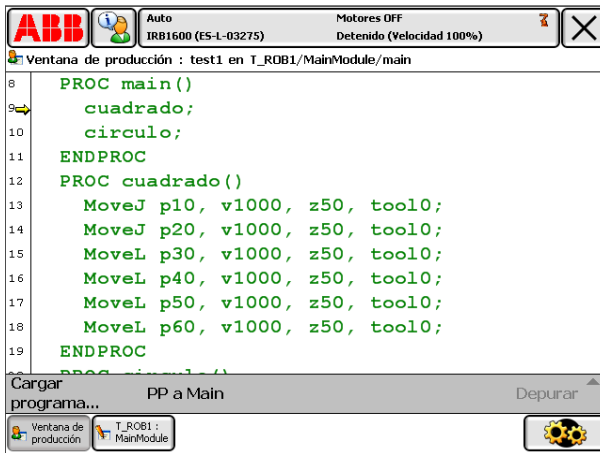 ABB
Auto
Motores OFF
IRB1600 (ES-L-03275)
Detenido (Velocidad 100%)
Ventana de producción : test1 en T_ROB1/MainModule/main
8 PROC main()
9 cuadrado;
10 circulo;
11 ENDPROC
12 PROC cuadrado()
13 MoveJ p10, v1000, z50, tool0;
14 MoveJ p20, v1000, z50, tool0;
15 MoveL p30, v1000, z50, tool0;
16 MoveL p40, v1000, z50, tool0;
17 MoveL p50, v1000, z50, tool0;
18 MoveL p60, v1000, z50, tool0;
19 ENDPROC
PROC circulo()
Cargar
programa...
PP a Main
Depurar
Ventana de
producción
T_ROB1 :
MainModule